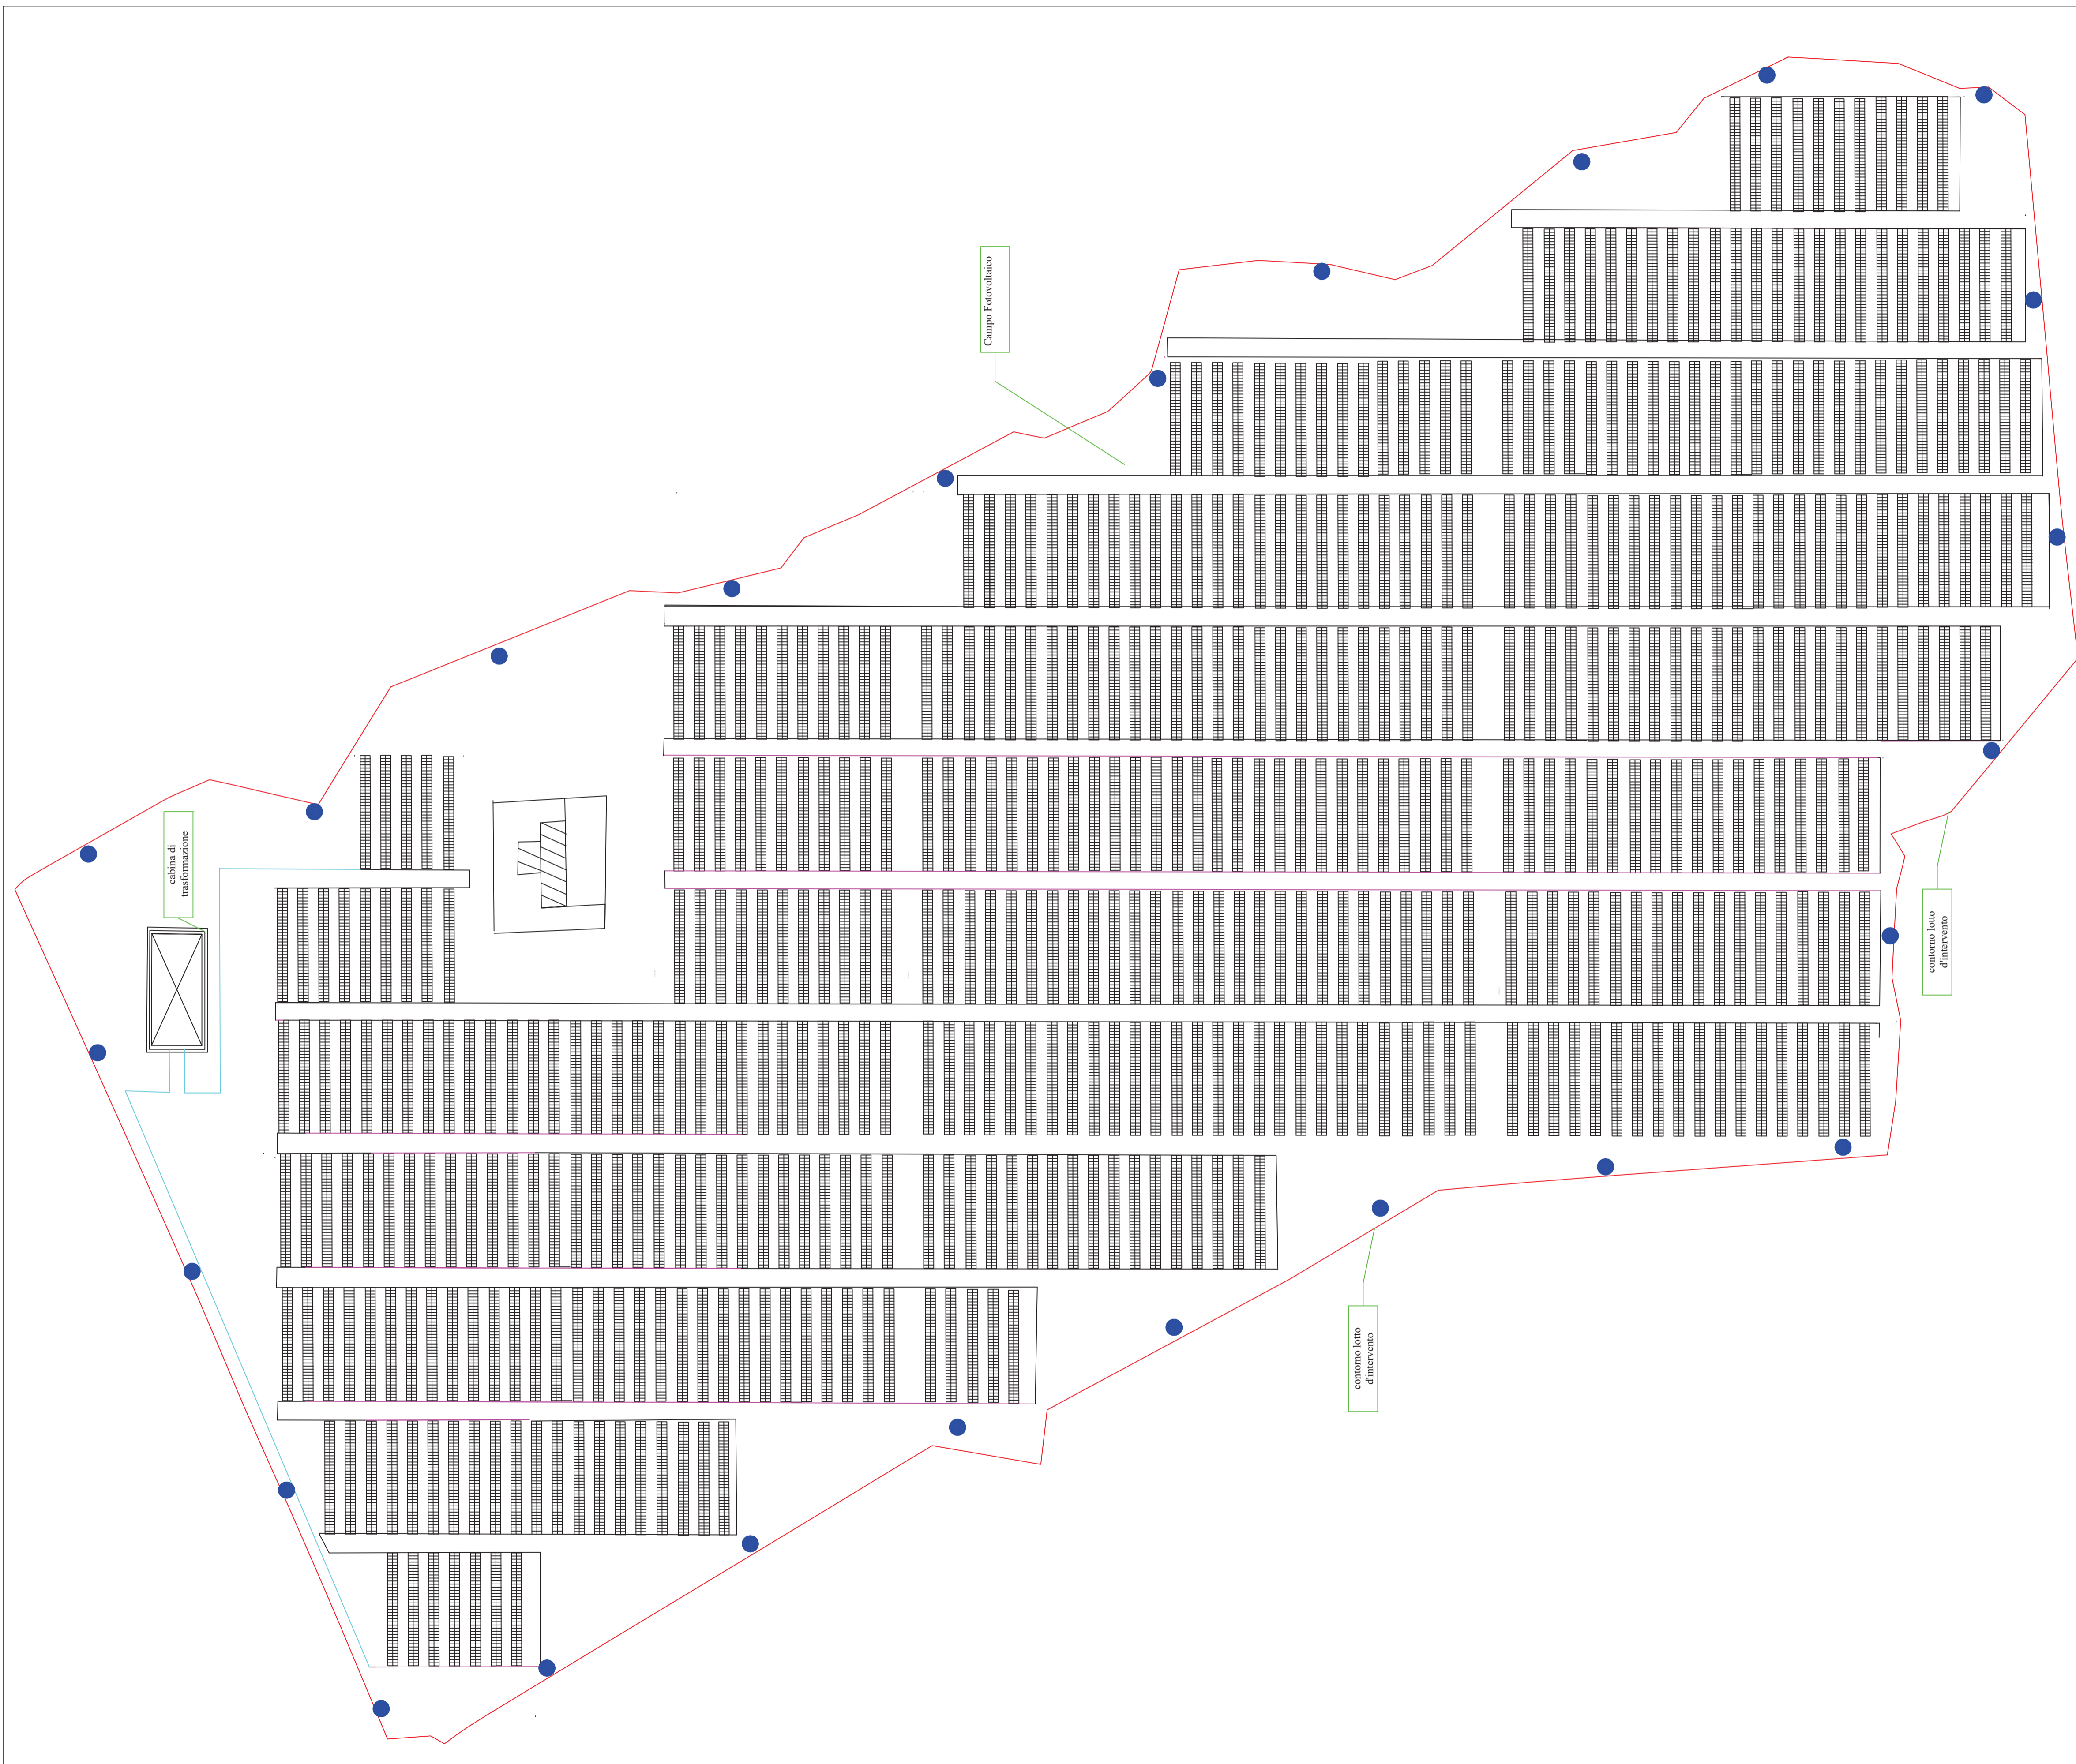 Campo Fotovoltaico
cabina di
trasformazione
contorno lotto
d'intervento
contorno lotto
d'intervento